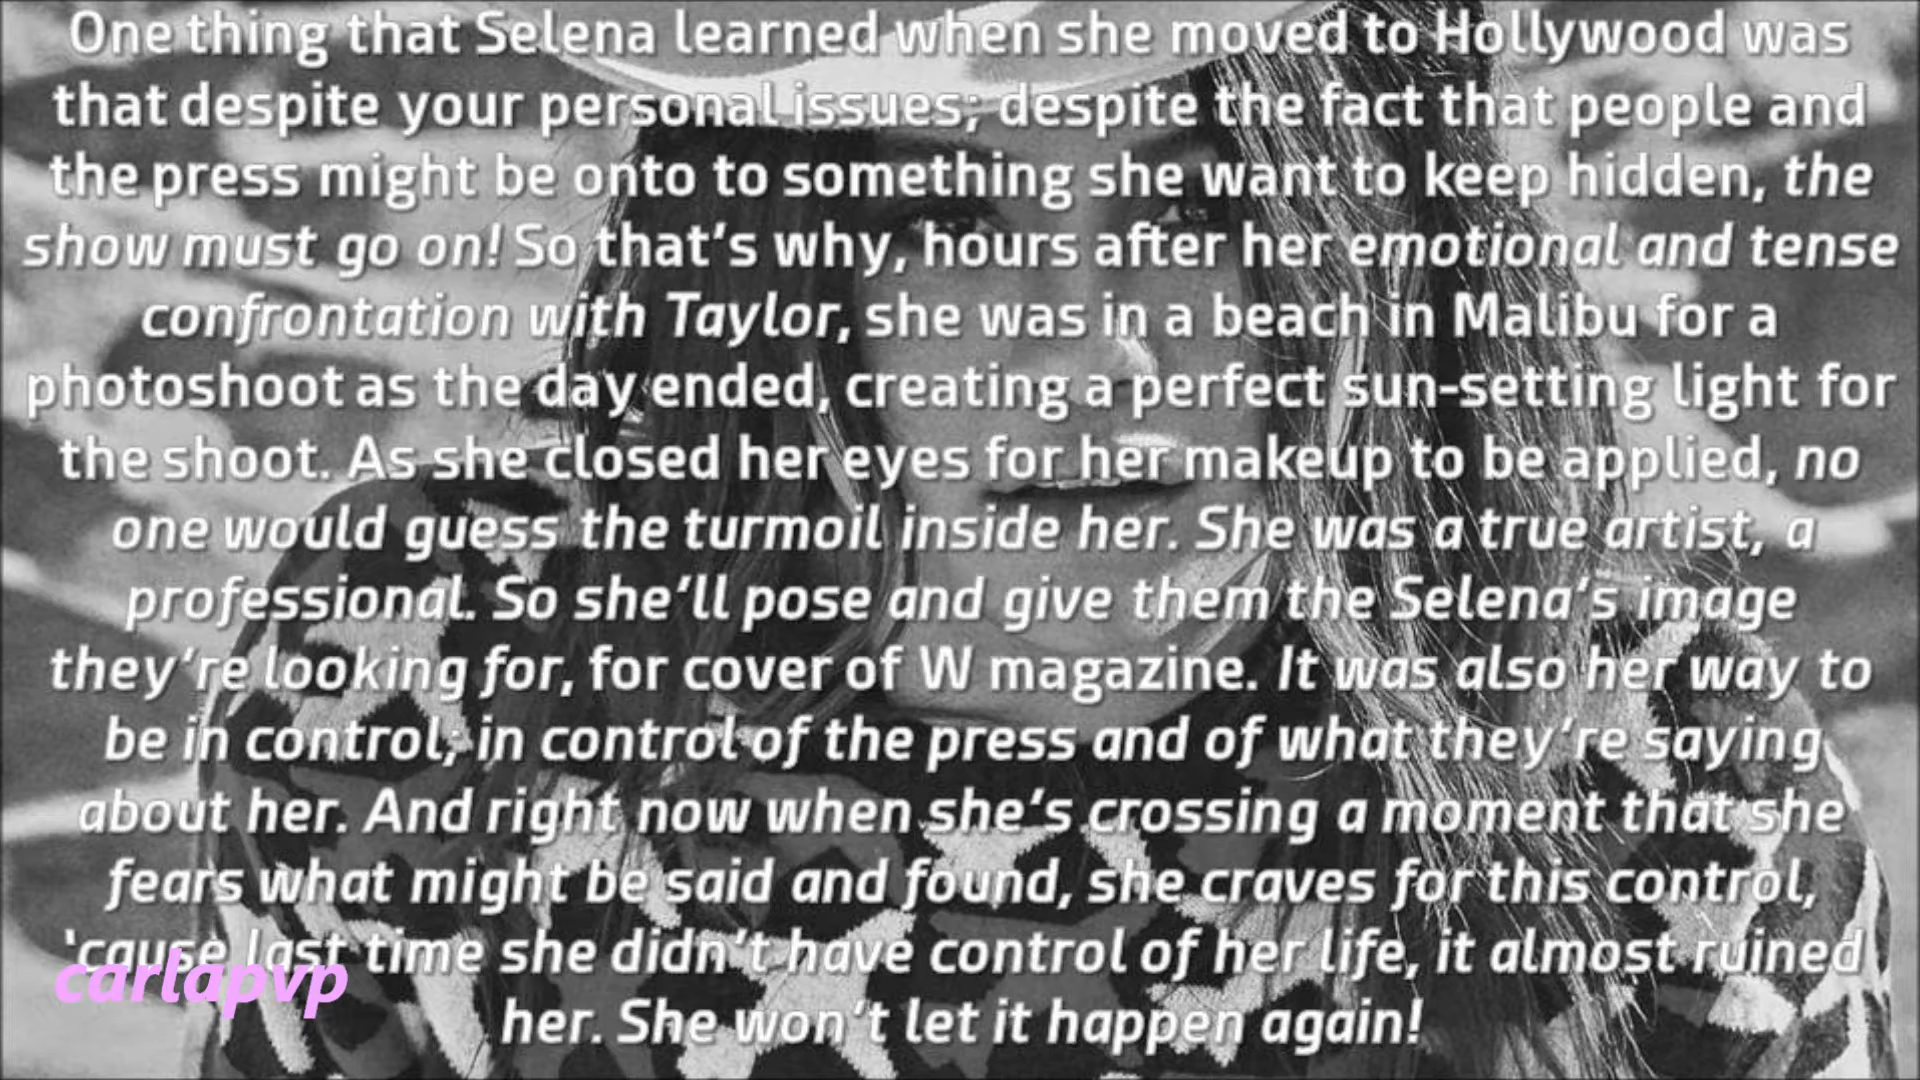 One thing that Selena learned when she moved to Hollywood was
that despite your personal issues; despite the fact that people and
the press might be onto to something she want to keep hidden, the
show must go on! So that's why, hours after her emotional and tense
confrontation with Taylor, she was in a beach in Malibu for a
photoshoot as the day ended, creating a perfect sun-setting light for
the shoot. As she closed her eyes for her makeup to be applied, no
one would guess the turmoil inside her. She was a true artist, a
professional. So she'll pose and give them the Selena's image
they're looking for, for cover of W magazine. It was also her way to
be in control; in control of the press and of what they're saying
about her. And right now when she's crossing a moment that she
fears what might be said and found, she craves for this control,
'cause last time she didn't have control of her life, it almost ruined
her. She won't let it happen again!
carlapvp